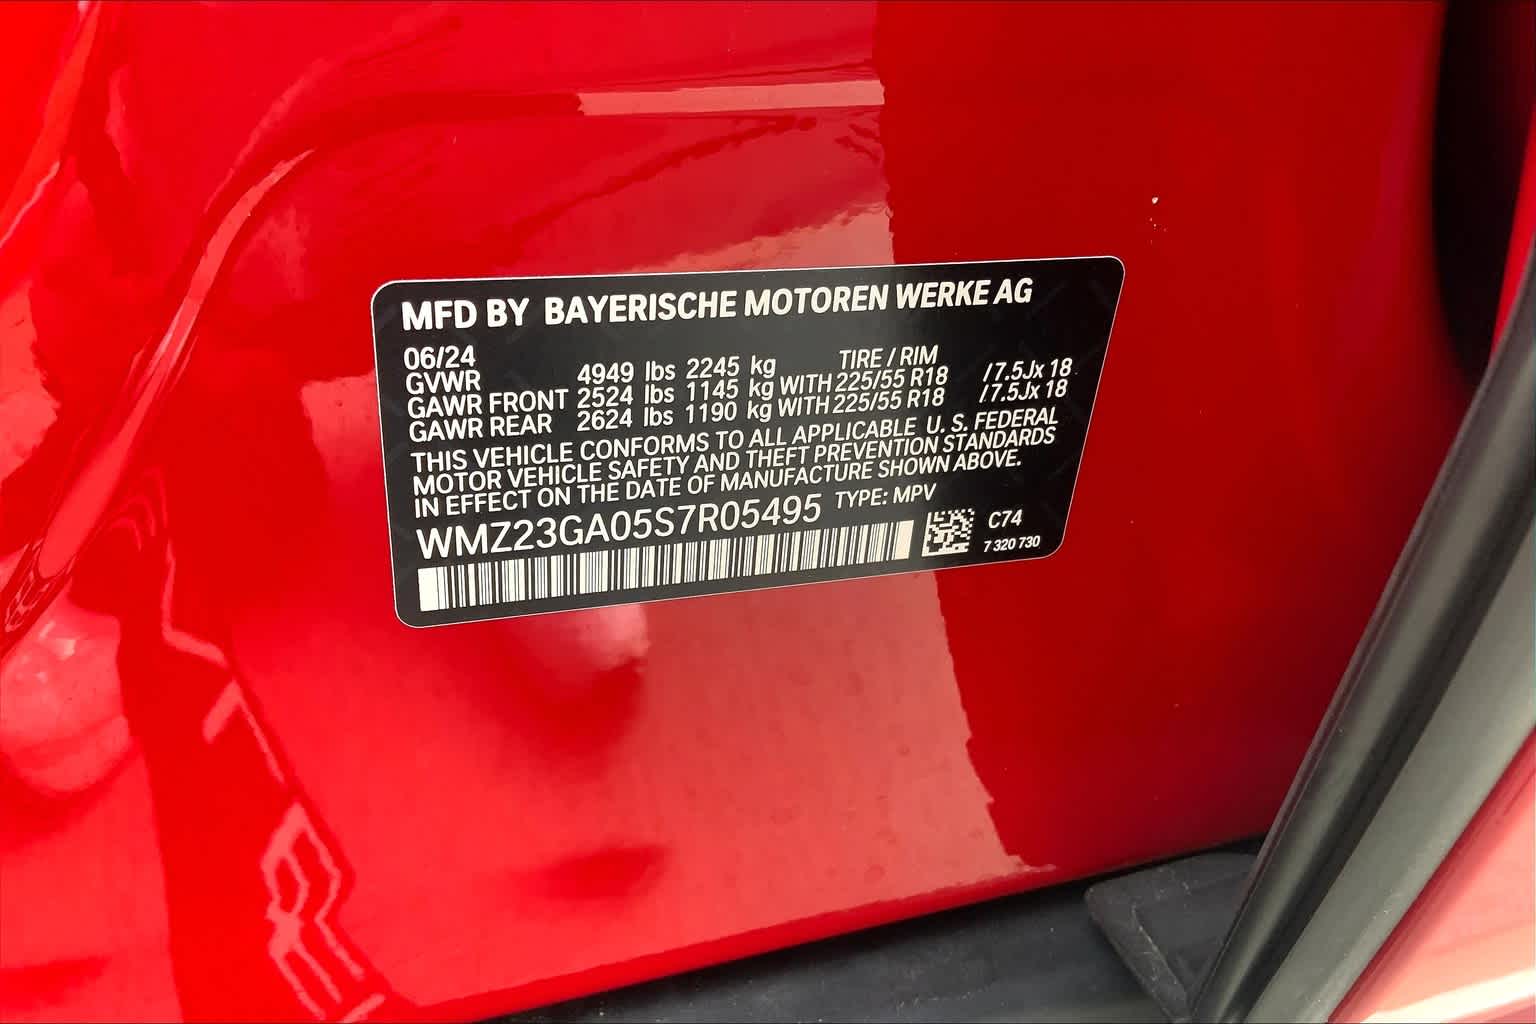 MFD BY BAYERISCHE MOTOREN WERKE AG
06/24 TIRE / RIM
GVWR 4949 lbs 2245 kg
GAWR FRONT 2524 lbs 1145 kg WITH 225/55 R18 /7.5Jx 18
GAWR REAR 2624 lbs 1190 kg WITH 225/55 R18 /7.5Jx 18
THIS VEHICLE CONFORMS TO ALL APPLICABLE U. S. FEDERAL
MOTOR VEHICLE SAFETY AND THEFT PREVENTION STANDARDS
IN EFFECT ON THE DATE OF MANUFACTURE SHOWN ABOVE.
WMZ23GA05S7R05495 TYPE: MPV
C74
7 320 730